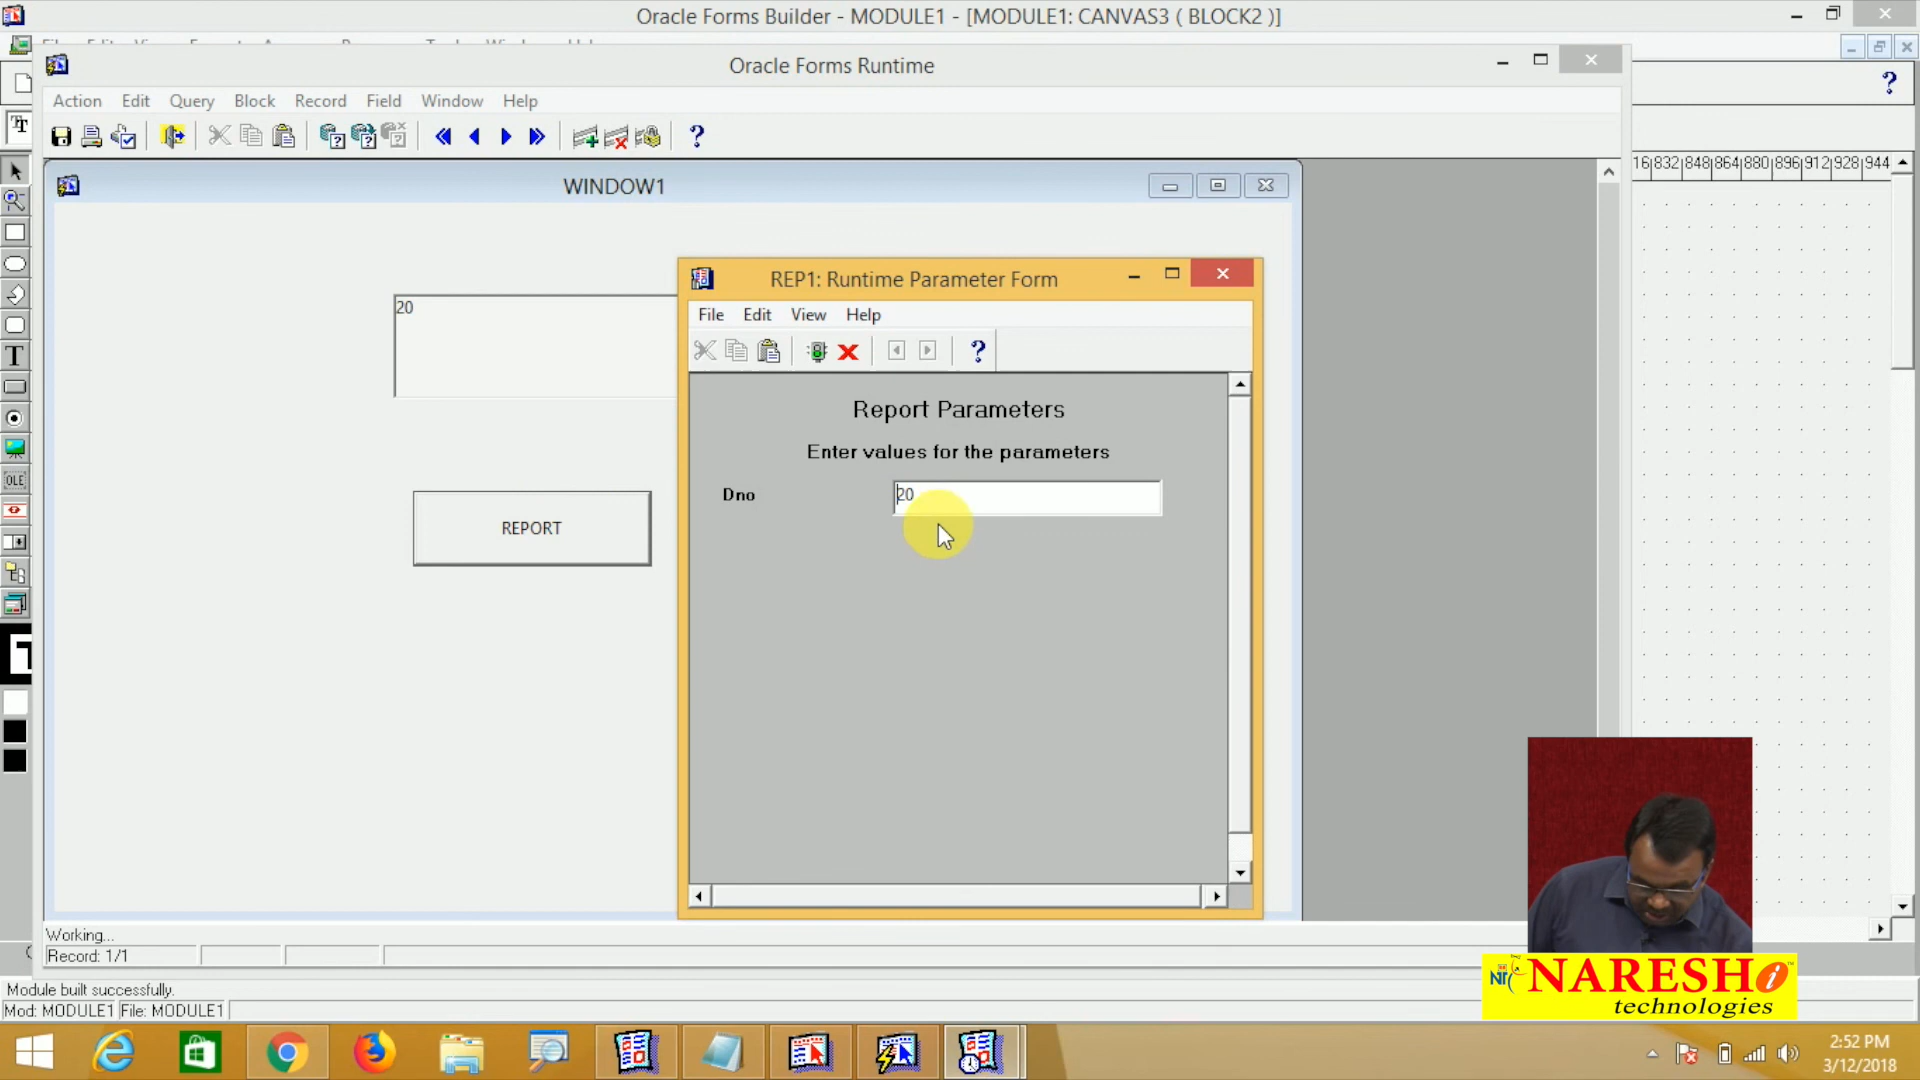 Oracle Forms Builder - MODULE1 - [MODULE1: CANVAS3 ( BLOCK2 )]
Oracle Forms Runtime
Action Edit Query Block Record Field Window Help
16|832|848|864|880|896|912|928|944
WINDOW1
20
REPORT
REP1: Runtime Parameter Form
File Edit View Help
Report Parameters
Enter values for the parameters
Dno 20
OLE
Working...
Record: 1/1
Module built successfully.
Mod: MODULE1 File: MODULE1
NARESH i
technologies
2:52 PM
3/12/2018